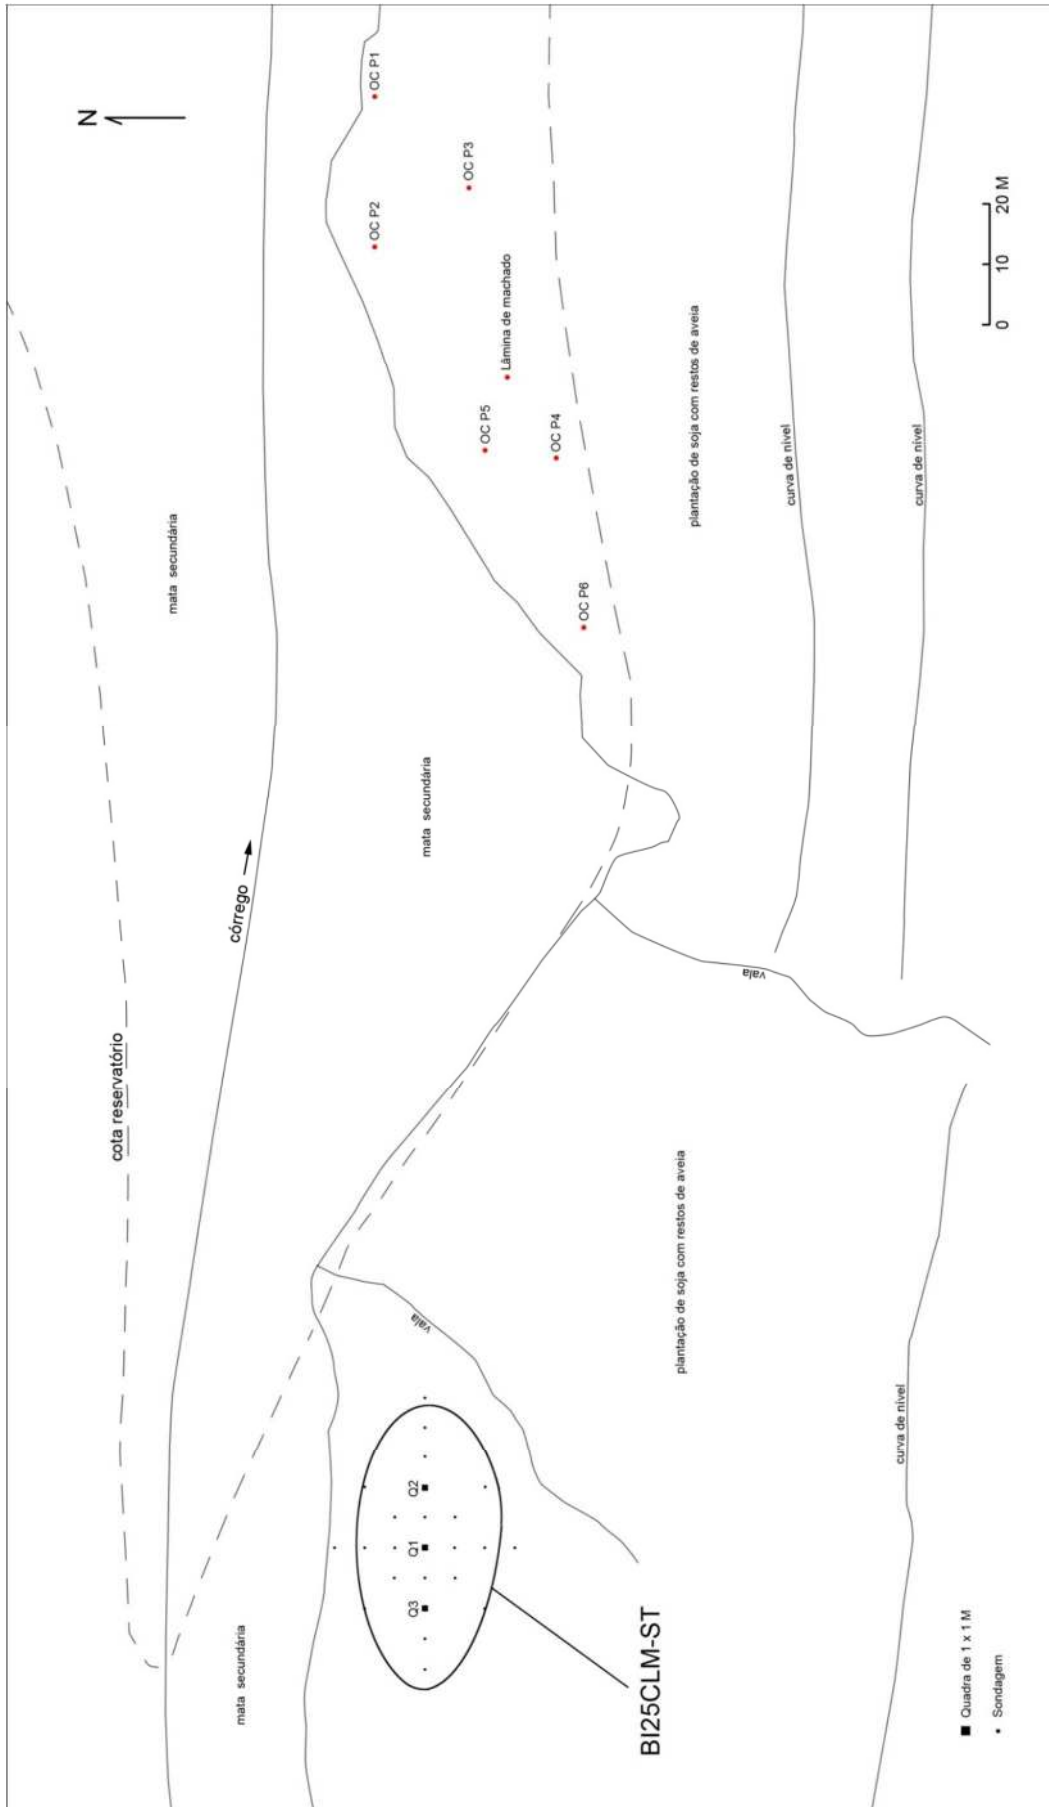 N
cota reservatório
mata secundária
mata secundária
córrego
OC P2
OC P1
Q3
Q1
Q2
vala
mata secundária
OC P3
OC P5
Lâmina de machado
OC P4
OC P6
BI25CLM-ST
plantação de soja com restos de aveia
plantação de soja com restos de aveia
vala
curva de nível
curva de nível
curva de nível
Quadra de 1 x 1 M
Sondagem
0 10 20 M